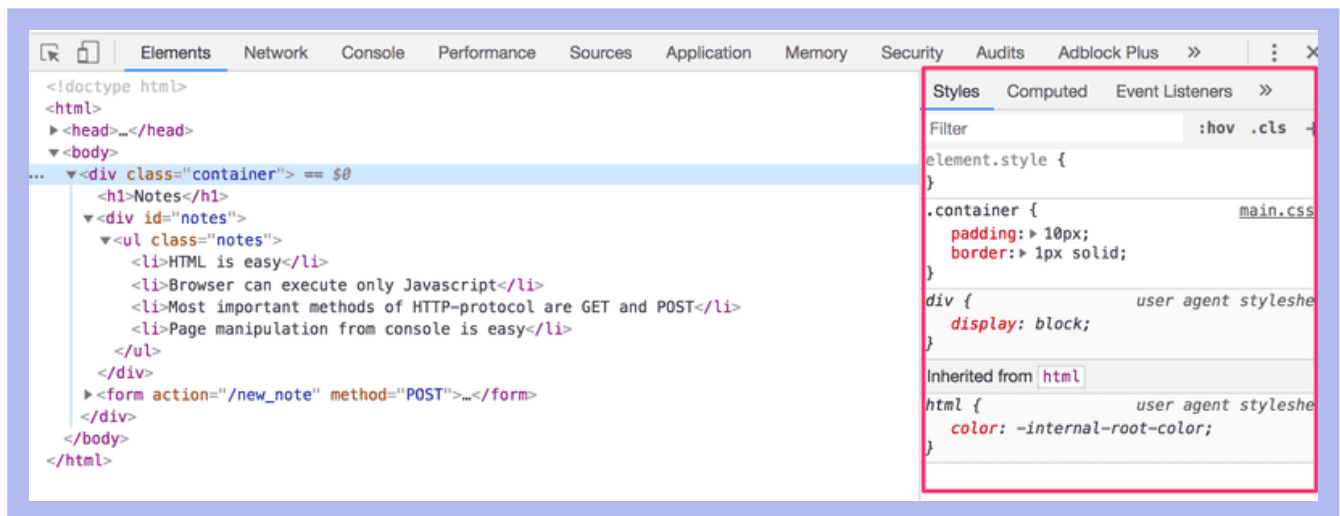 Elements Network Console Performance Sources Application Memory Security Audits Adblock Plus »
<!doctype html>
<html>
▶<head>…</head>
▼<body>
… ▼<div class="container"> == $0
<h1>Notes</h1>
▼<div id="notes">
▼<ul class="notes">
<li>HTML is easy</li>
<li>Browser can execute only Javascript</li>
<li>Most important methods of HTTP-protocol are GET and POST</li>
<li>Page manipulation from console is easy</li>
</ul>
</div>
▶<form action="/new_note" method="POST">…</form>
</div>
</body>
</html>
Styles Computed Event Listeners »
Filter :hov .cls +
element.style {
}
.container { main.css
padding:▶ 10px;
border:▶ 1px solid;
}
div { user agent styleshe
display: block;
}
Inherited from html
html { user agent styleshe
color: -internal-root-color;
}